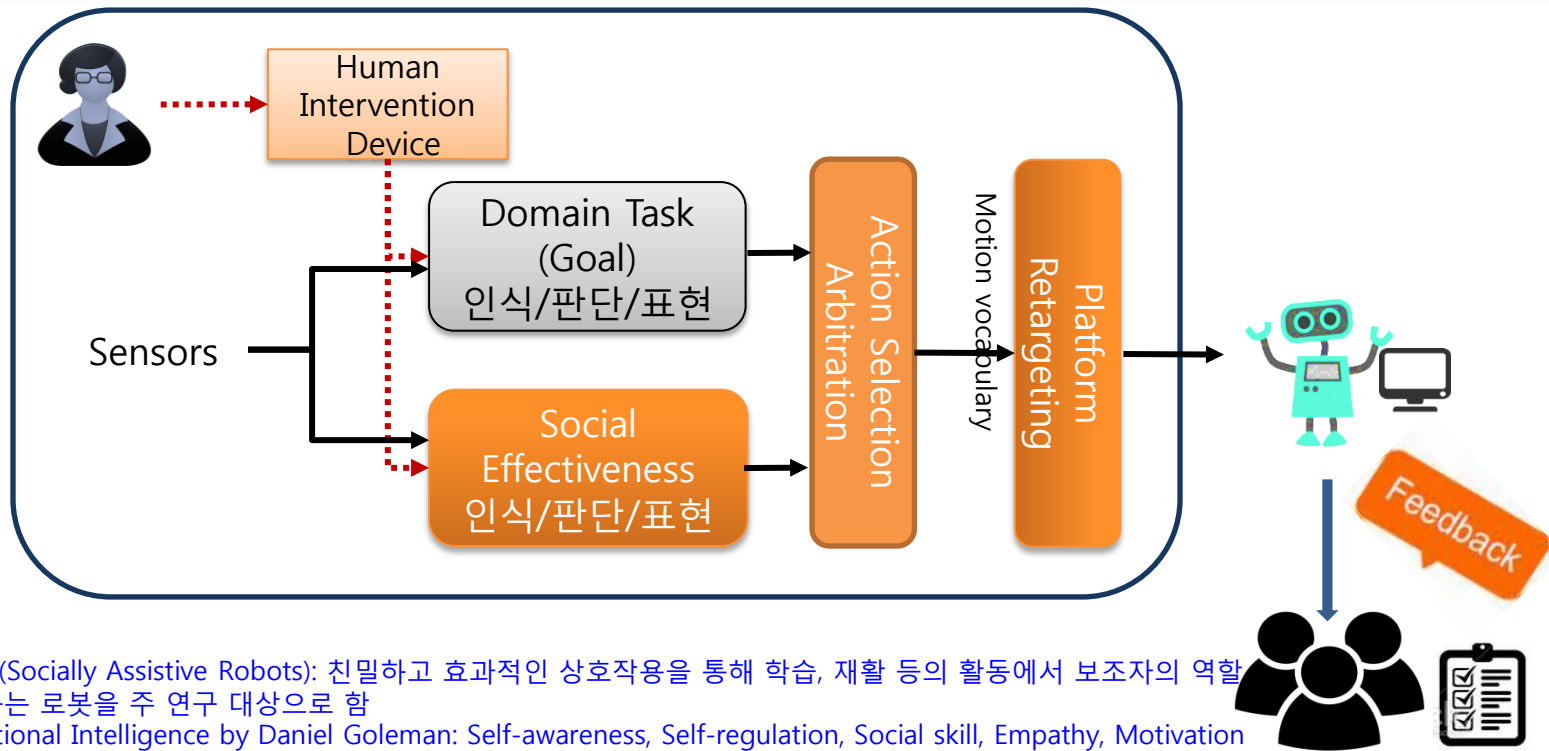 Human
Intervention
Device
Domain Task
(Goal)
인식/판단/표현
Sensors
Social
Effectiveness
인식/판단/표현
Action Selection
Arbitration
Motion vocabulary
Platform
Retargeting
Feedback
(Socially Assistive Robots): 친밀하고 효과적인 상호작용을 통해 학습, 재활 등의 활동에서 보조자의 역할
는 로봇을 주 연구 대상으로 함
tional Intelligence by Daniel Goleman: Self-awareness, Self-regulation, Social skill, Empathy, Motivation